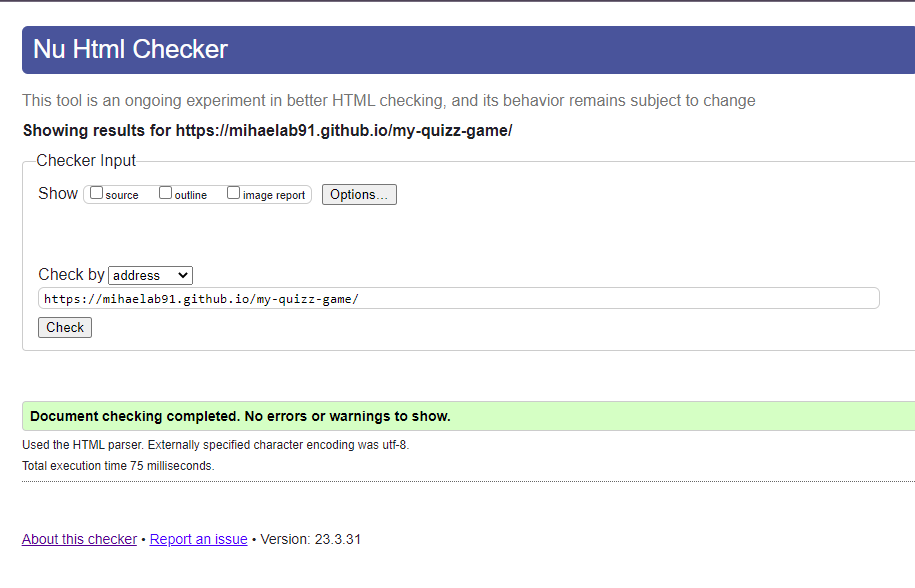 Nu Html Checker
This tool is an ongoing experiment in better HTML checking, and its behavior remains subject to change
Showing results for https://mihaelab91.github.io/my-quizz-game/
Checker Input
Show source outline image report Options...
Check by address
https://mihaelab91.github.io/my-quizz-game/
Check
Document checking completed. No errors or warnings to show.
Used the HTML parser. Externally specified character encoding was utf-8.
Total execution time 75 milliseconds.
About this checker • Report an issue • Version: 23.3.31